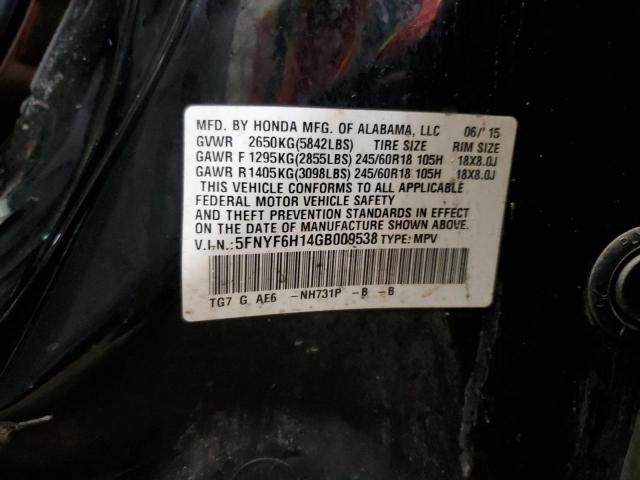 MFD. BY HONDA MFG. OF ALABAMA, LLC 06/'15
GVWR 2650KG(5842LBS) TIRE SIZE RIM SIZE
GAWR F 1295KG(2855LBS) 245/60R18 105H 18X8.0J
GAWR R 1405KG(3098LBS) 245/60R18 105H 18X8.0J
THIS VEHICLE CONFORMS TO ALL APPLICABLE
FEDERAL MOTOR VEHICLE SAFETY
AND THEFT PREVENTION STANDARDS IN EFFECT
ON THE DATE OF MANUFACTURE SHOWN ABOVE.
V.I.N.:5FNYF6H14GB009538 TYPE: MPV
TG7 G AE6 -NH731P -B -B